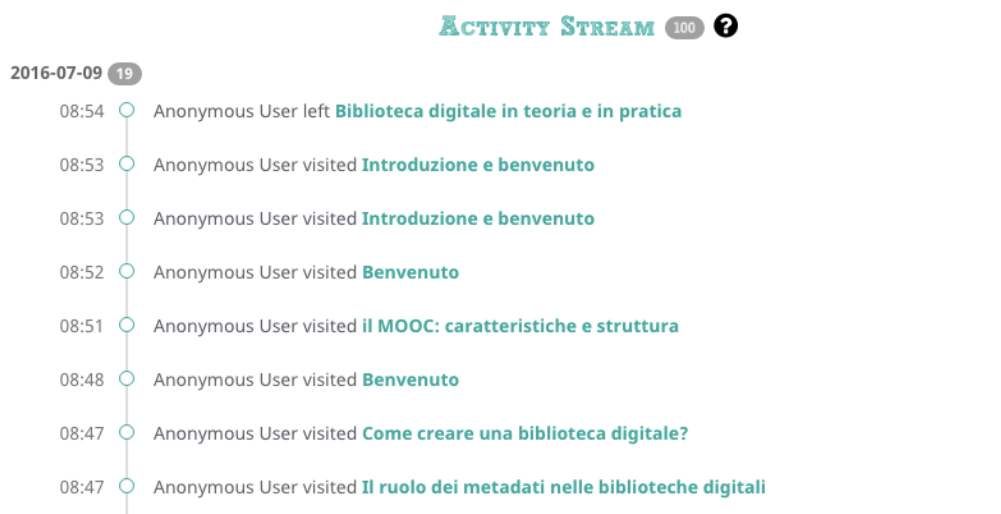 Activity Stream 100 ?
2016-07-09 19
08:54 Anonymous User left Biblioteca digitale in teoria e in pratica
08:53 Anonymous User visited Introduzione e benvenuto
08:53 Anonymous User visited Introduzione e benvenuto
08:52 Anonymous User visited Benvenuto
08:51 Anonymous User visited il MOOC: caratteristiche e struttura
08:48 Anonymous User visited Benvenuto
08:47 Anonymous User visited Come creare una biblioteca digitale?
08:47 Anonymous User visited Il ruolo dei metadati nelle biblioteche digitali